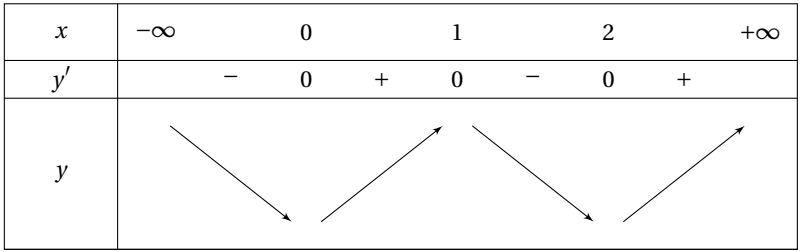 x −∞ 0 1 2 +∞
y′ − 0 + 0 − 0 +
y